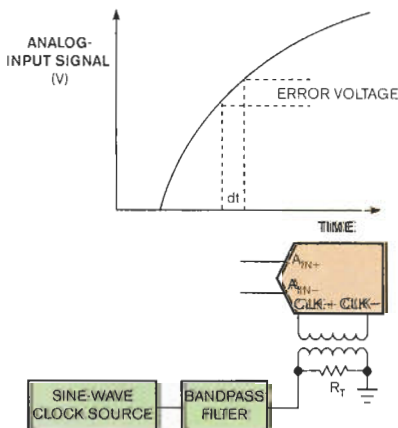 ANALOG-
INPUT SIGNAL
(V)
ERROR VOLTAGE
dt
TIME
AIN+
AIN−
CLK+ CLK−
RT
SINE-WAVE
CLOCK SOURCE
BANDPASS
FILTER